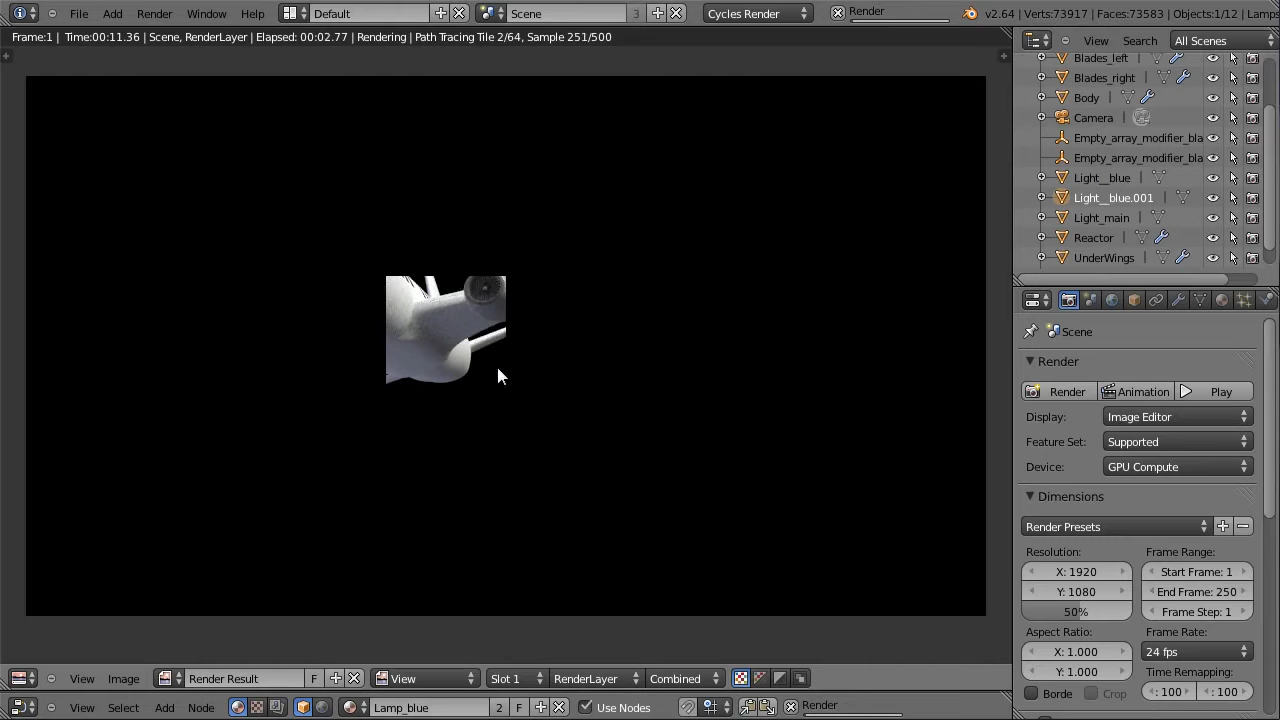 File Add Render Window Help Default Scene 3 Cycles Render Render v2.64 | Verts:73917 | Faces:73583 | Objects:1/12 | Lamps
Frame:1 | Time:00:11.36 | Scene, RenderLayer | Elapsed: 00:02.77 | Rendering | Path Tracing Tile 2/64, Sample 251/500
View Search All Scenes
Blades_left
Blades_right
Body
Camera
Empty_array_modifier_bla
Empty_array_modifier_bla
Light__blue
Light__blue.001
Light_main
Reactor
UnderWings
Scene
Render
Render Animation Play
Display: Image Editor
Feature Set: Supported
Device: GPU Compute
Dimensions
Render Presets
Resolution: Frame Range:
X: 1920 Start Frame: 1
Y: 1080 End Frame: 250
50% Frame Step: 1
Aspect Ratio: Frame Rate:
X: 1.000 24 fps
Y: 1.000 Time Remapping:
Borde Crop : 100 : 100
View Image Render Result F View Slot 1 RenderLayer Combined
View Select Add Node Lamp_blue 2 F Use Nodes Render